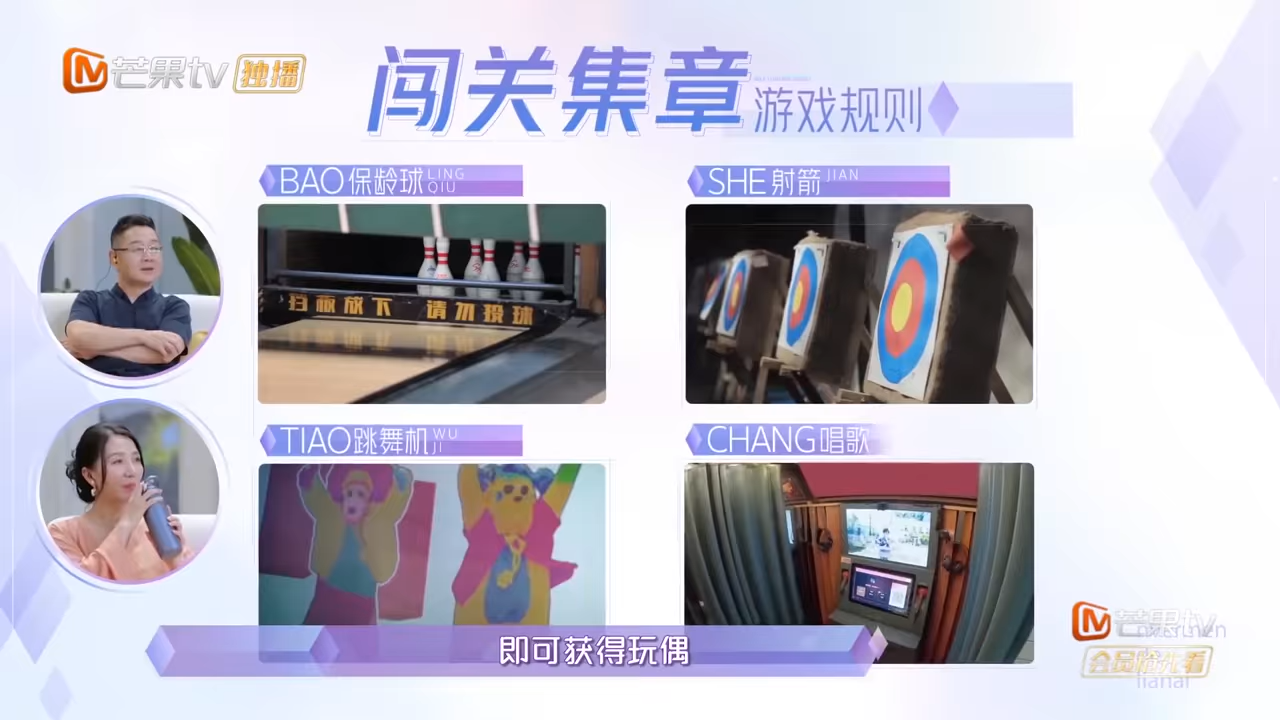 芒果tv 独播
闯关集章 游戏规则
BAO保龄球 LING QIU
SHE射箭 JIAN
扫瓶放下 请勿投球
TIAO跳舞机 WU JI
CHANG唱歌
即可获得玩偶
芒果tv
会员抢先看
lianai